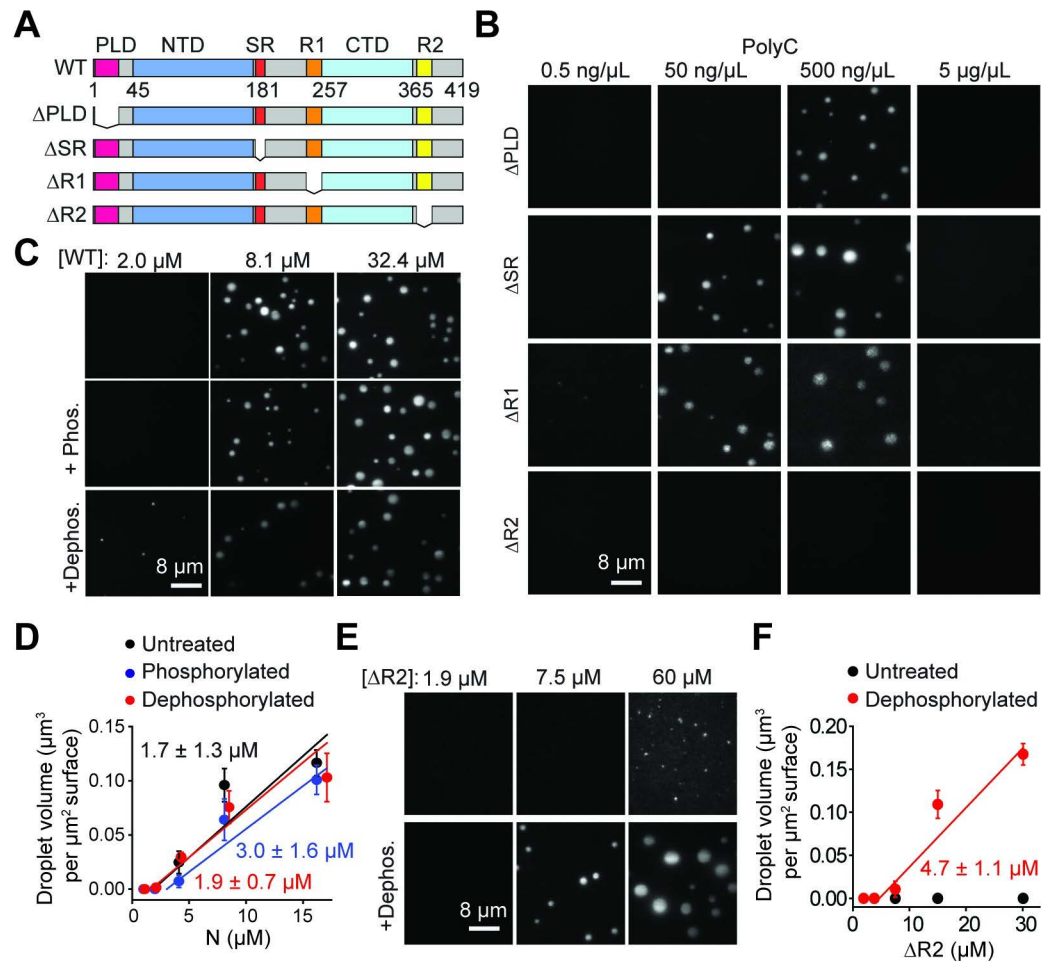 A
PLD NTD SR R1 CTD R2
WT
1 45 181 257 365 419
ΔPLD
ΔSR
ΔR1
ΔR2
B
PolyC
0.5 ng/µL 50 ng/µL 500 ng/µL 5 µg/µL
ΔPLD
ΔSR
ΔR1
ΔR2
8 µm
C
[WT]: 2.0 µM 8.1 µM 32.4 µM
+ Phos.
+Dephos.
8 µm
D
Untreated
Phosphorylated
Dephosphorylated
Droplet volume (µm³
per µm² surface)
0.15
0.10
0.05
0.00
1.7 ± 1.3 µM
3.0 ± 1.6 µM
1.9 ± 0.7 µM
0 5 10 15
N (µM)
E
[ΔR2]: 1.9 µM 7.5 µM 60 µM
+Dephos.
8 µm
F
Untreated
Dephosphorylated
Droplet volume (µm³
per µm² surface)
0.20
0.15
0.10
0.05
0.00
4.7 ± 1.1 µM
0 10 20 30
ΔR2 (µM)